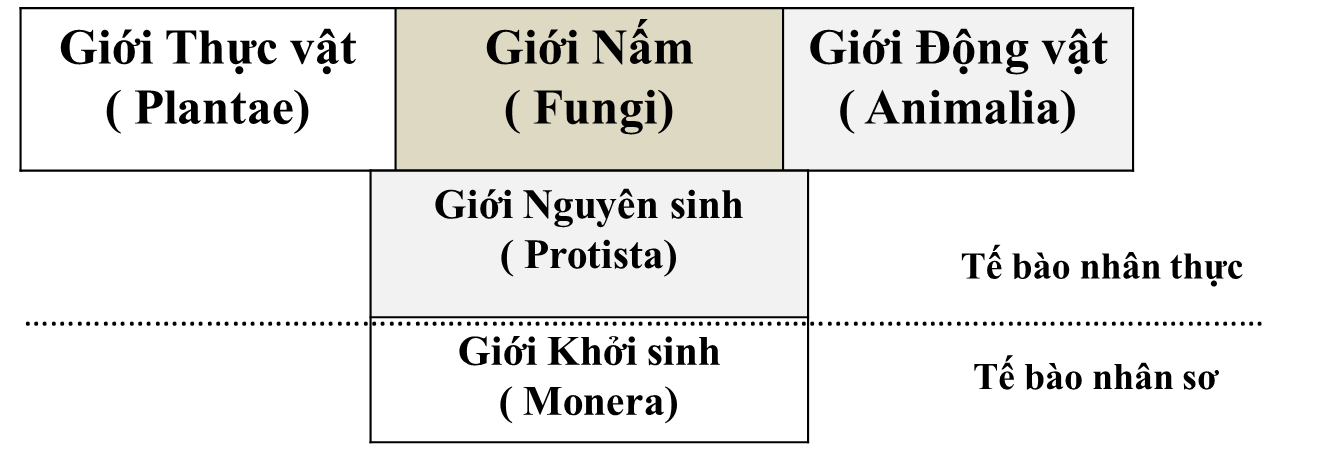 Giới Thực vật
( Plantae)
Giới Nấm
( Fungi)
Giới Động vật
( Animalia)
Giới Nguyên sinh
( Protista)
Tế bào nhân thực
Giới Khởi sinh
( Monera)
Tế bào nhân sơ